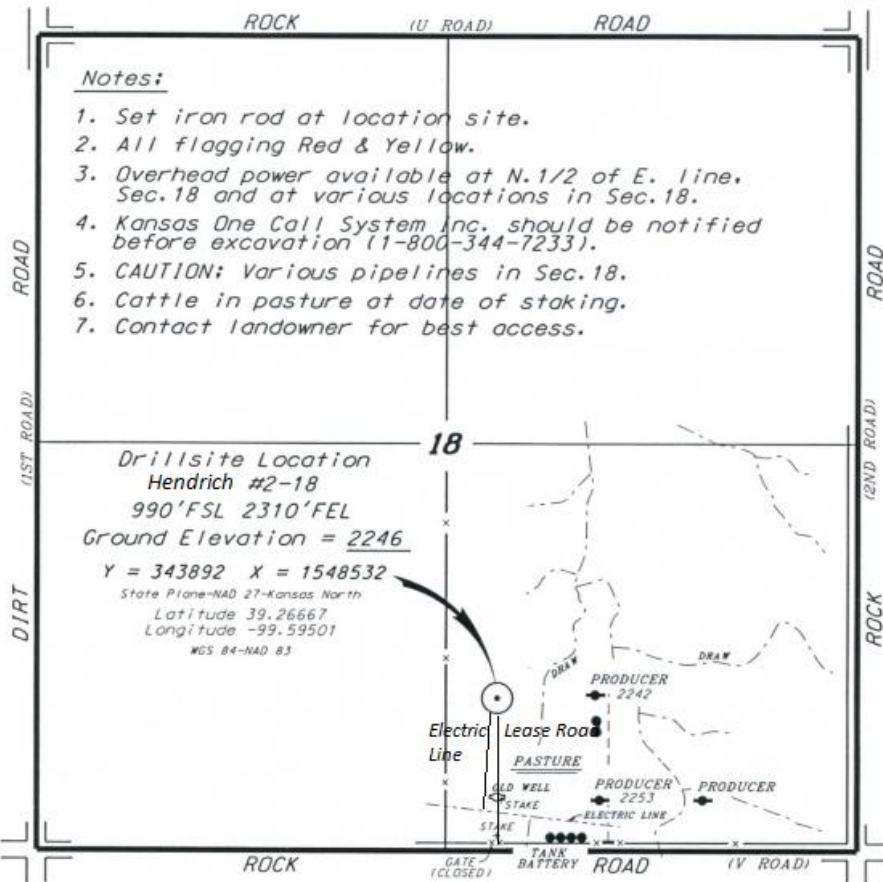 ROCK (U ROAD) ROAD
Notes:
1. Set iron rod at location site.
2. All flagging Red & Yellow.
3. Overhead power available at N.1/2 of E. line,
Sec.18 and at various locations in Sec.18.
4. Kansas One Call System Inc. should be notified
before excavation (1-800-344-7233).
5. CAUTION: Various pipelines in Sec.18.
6. Cattle in pasture at date of staking.
7. Contact landowner for best access.
ROAD
(1ST ROAD)
DIRT
ROAD
(2ND ROAD)
ROCK
18
Drillsite Location
Hendrich #2-18
990'FSL 2310'FEL
Ground Elevation = 2246
Y = 343892 X = 1548532
State Plane-NAD 27-Kansas North
Latitude 39.26667
Longitude -99.59501
WGS 84-NAD 83
DRAW
DRAW
PRODUCER
2242
Electric
Line
Lease Road
PASTURE
OLD WELL
STAKE
PRODUCER
2253
PRODUCER
ELECTRIC LINE
STAKE
GATE
(CLOSED)
TANK
BATTERY
ROCK ROAD (V ROAD)